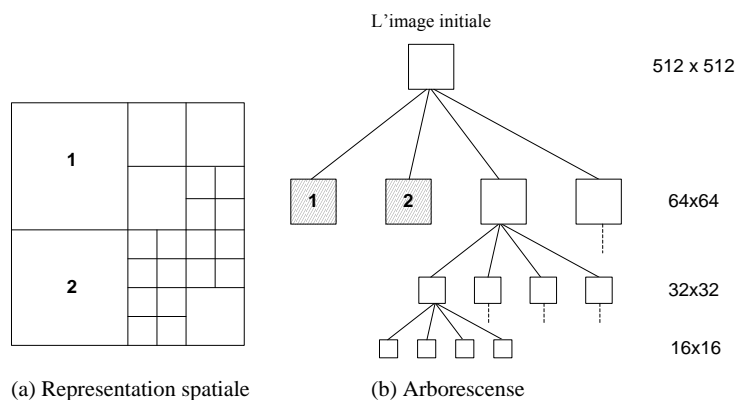 L'image initiale
512 x 512
1
1
2
64x64
2
32x32
16x16
(a) Representation spatiale
(b) Arborescense